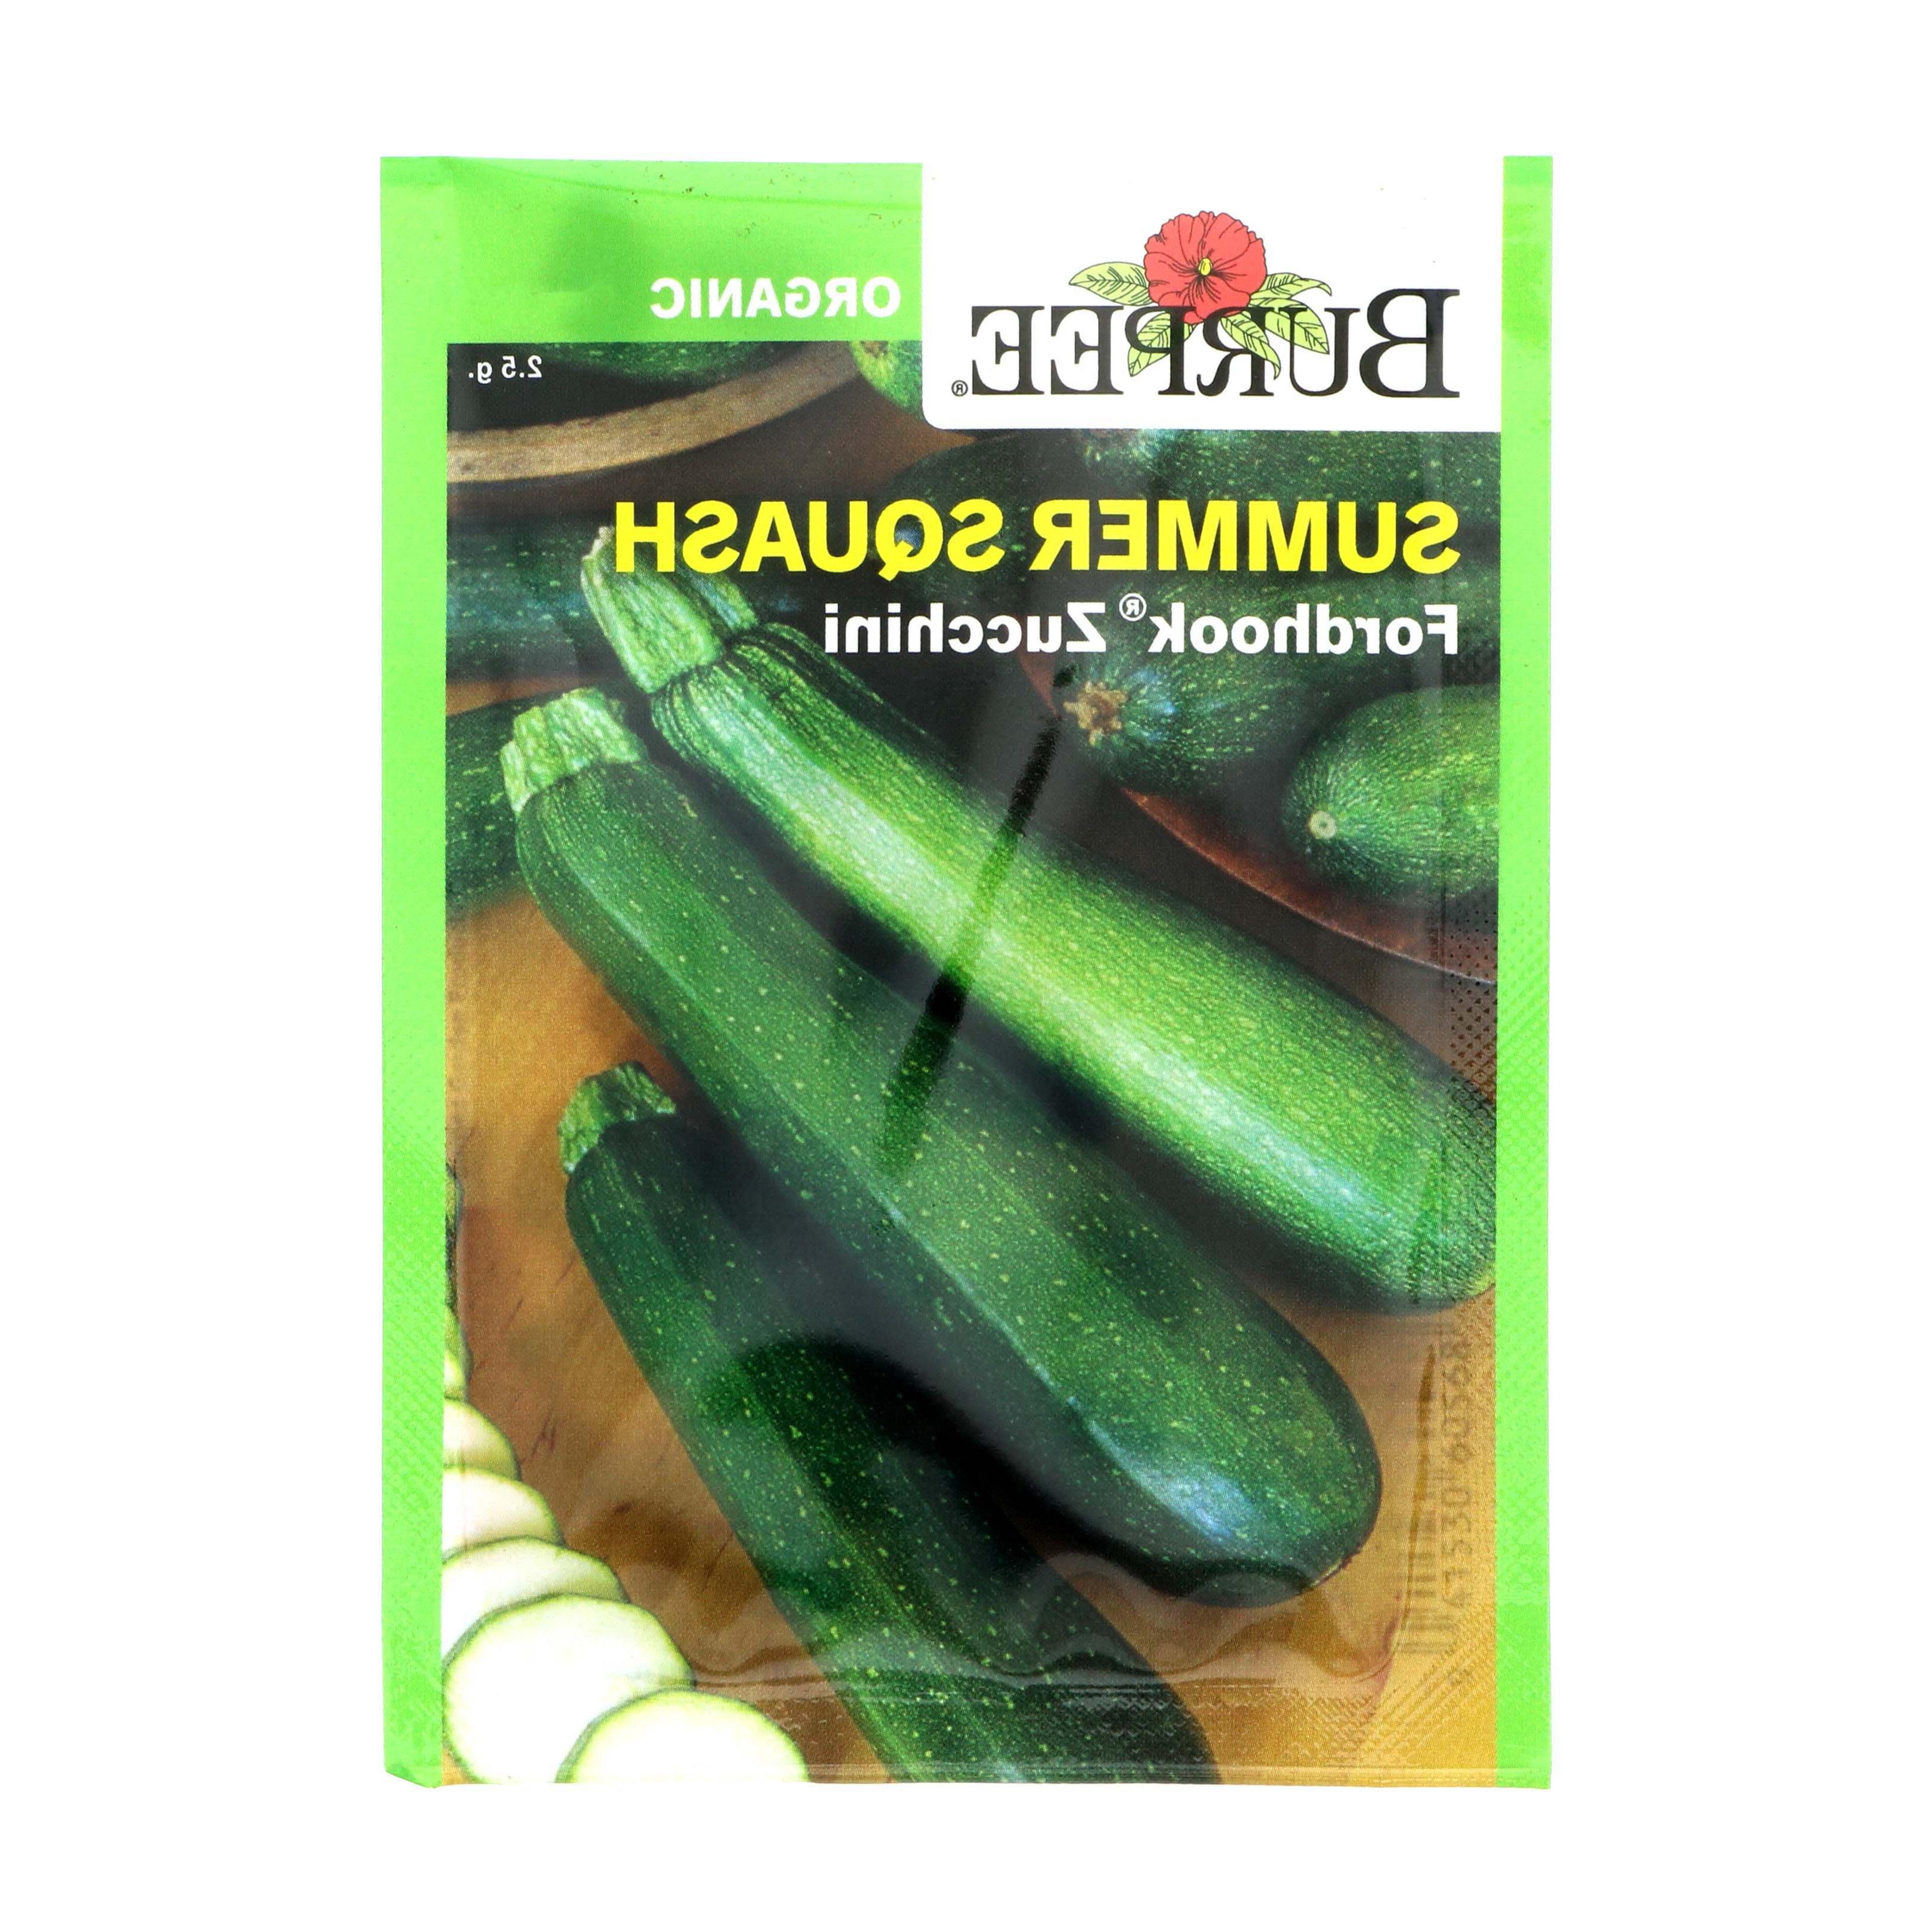 BURPEE®
ORGANIC
2.5 g.
SUMMER SQUASH
Fordhook® Zucchini